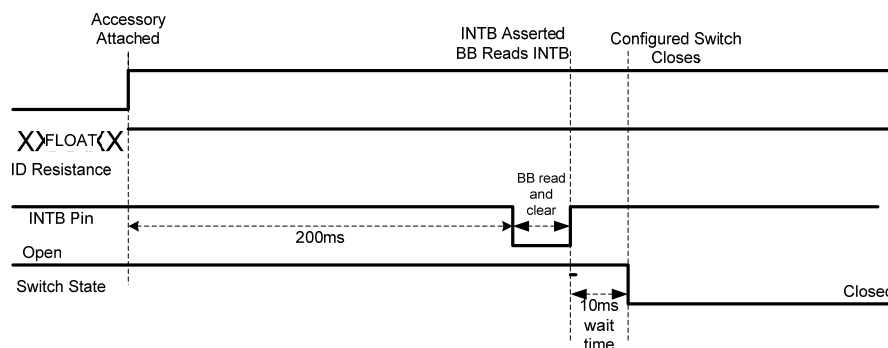 Accessory
Attached
INTB Asserted
BB Reads INTB
Configured Switch
Closes
FLOAT
ID Resistance
BB read
and
clear
INTB Pin
200ms
Open
Switch State
Closed
10ms
wait
time